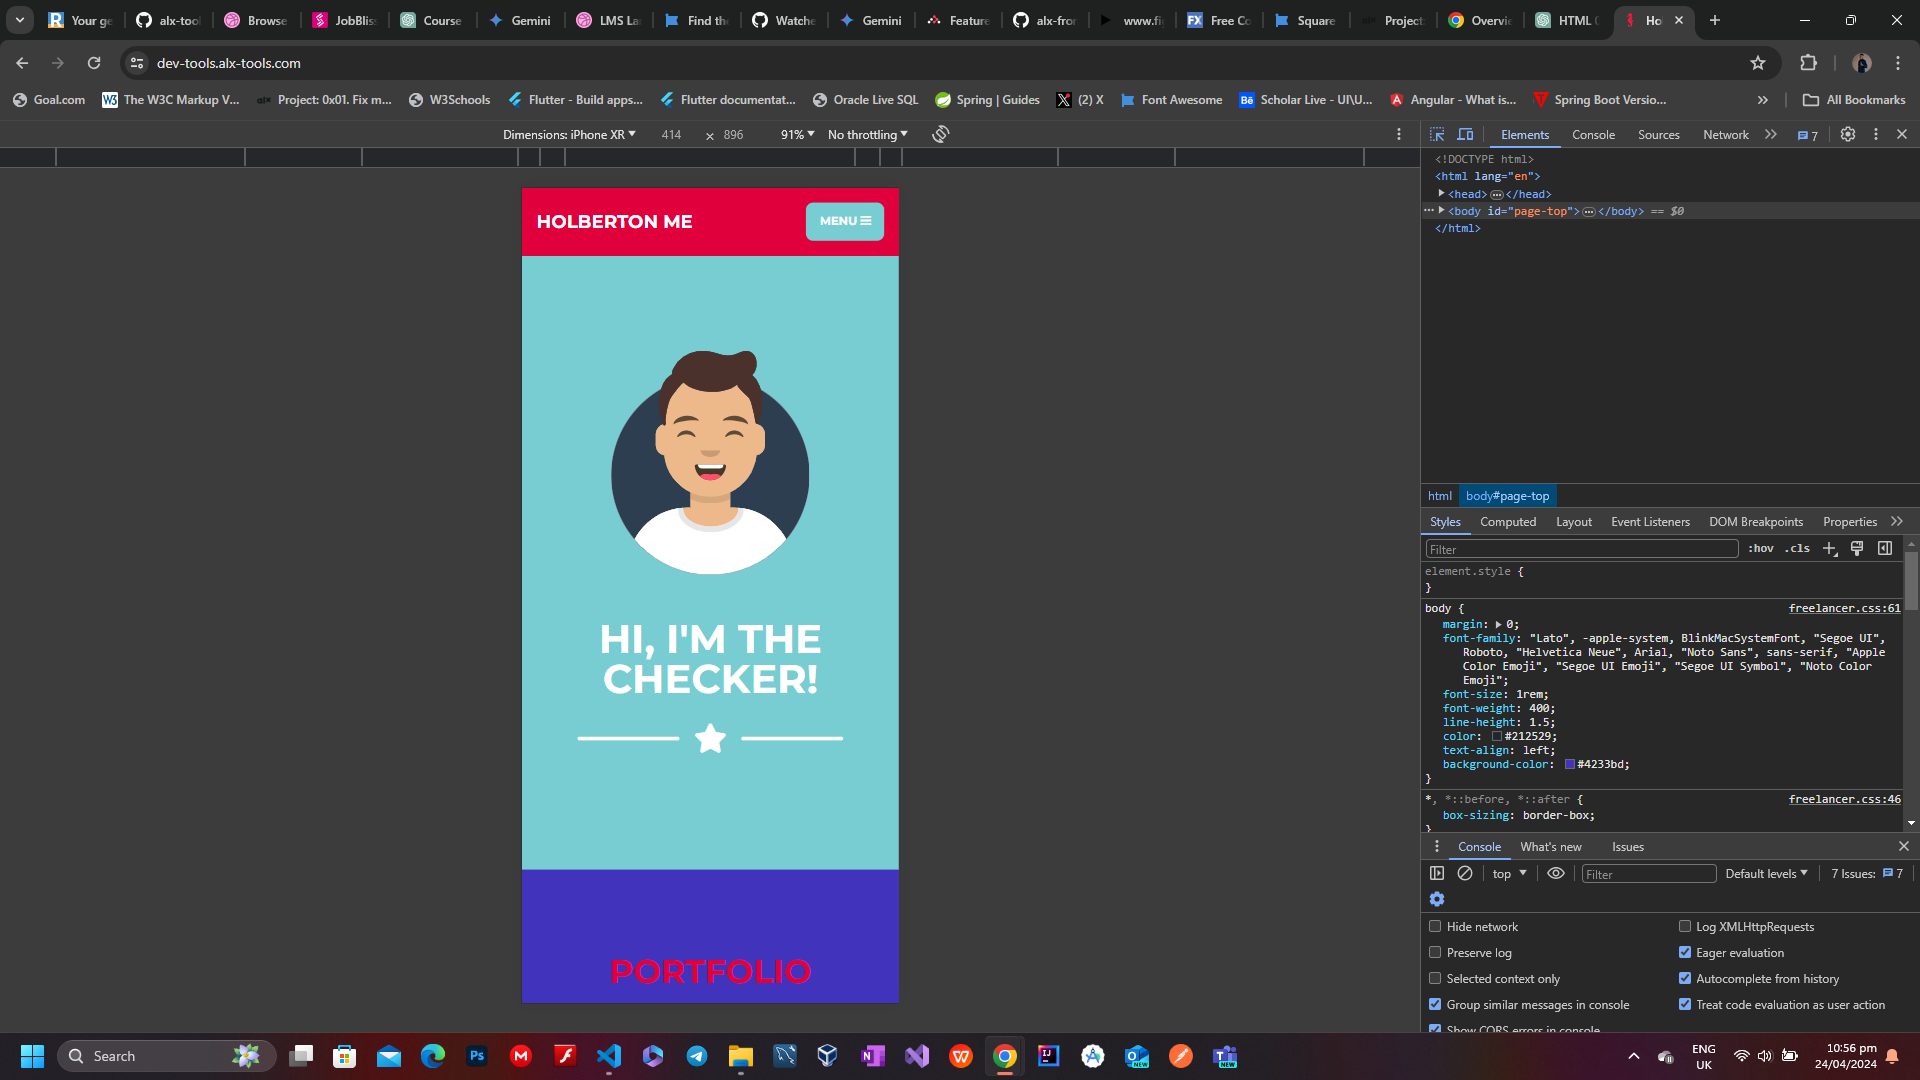 Your ge
alx-tool
Browse
JobBlis
Course
Gemini
LMS La
Find the
Watche
Gemini
Feature
alx-fron
www.fi
Free Co
Square
Project
Overvie
HTML
Ho
dev-tools.alx-tools.com
Goal.com
The W3C Markup V...
Project: 0x01. Fix m...
W3Schools
Flutter - Build apps...
Flutter documentat...
Oracle Live SQL
Spring | Guides
(2) X
Font Awesome
Scholar Live - UI\U...
Angular - What is...
Spring Boot Versio...
All Bookmarks
Dimensions: iPhone XR
414
×
896
91%
No throttling
Elements
Console
Sources
Network
7
<!DOCTYPE html>
<html lang="en">
<head>…</head>
<body id="page-top">…</body> == $0
</html>
HOLBERTON ME
MENU
HI, I'M THE
CHECKER!
PORTFOLIO
html
body#page-top
Styles
Computed
Layout
Event Listeners
DOM Breakpoints
Properties
Filter
:hov
.cls
element.style {
}
body {
freelancer.css:61
margin: 0;
font-family: "Lato", -apple-system, BlinkMacSystemFont, "Segoe UI",
Roboto, "Helvetica Neue", Arial, "Noto Sans", sans-serif, "Apple
Color Emoji", "Segoe UI Emoji", "Segoe UI Symbol", "Noto Color
Emoji";
font-size: 1rem;
font-weight: 400;
line-height: 1.5;
color: #212529;
text-align: left;
background-color: #4233bd;
}
*, *::before, *::after {
freelancer.css:46
box-sizing: border-box;
}
Console
What's new
Issues
top
Filter
Default levels
7 Issues:
7
Hide network
Log XMLHttpRequests
Preserve log
Eager evaluation
Selected context only
Autocomplete from history
Group similar messages in console
Treat code evaluation as user action
Show CORS errors in console
Search
ENG
UK
10:56 pm
24/04/2024